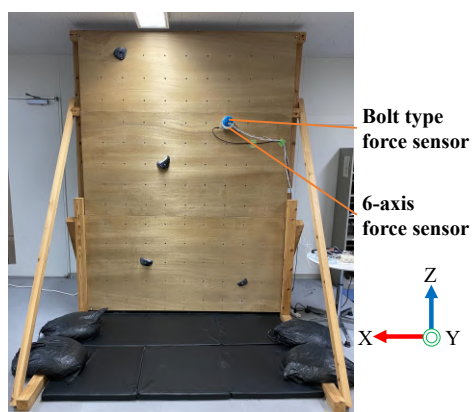 Bolt type
force sensor
6-axis
force sensor
Z
X
Y